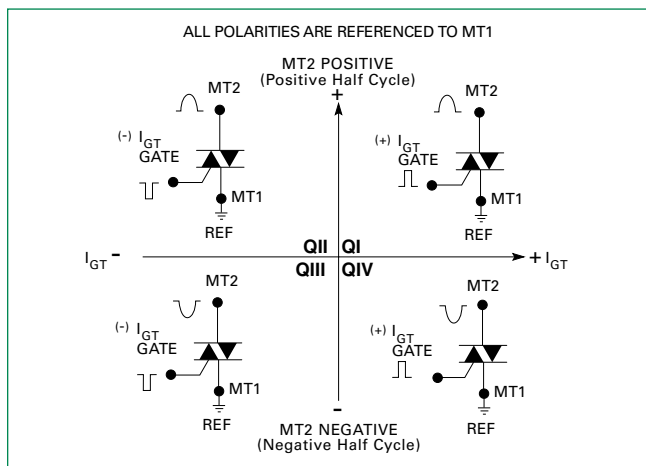 ALL POLARITIES ARE REFERENCED TO MT1
MT2 POSITIVE
(Positive Half Cycle)
+
MT2
(-) IGT
GATE
MT1
REF
MT2
(+) IGT
GATE
MT1
REF
QII QI
IGT -
+ IGT
QIII QIV
MT2
(-) IGT
GATE
MT1
REF
MT2
(+) IGT
GATE
MT1
REF
-
MT2 NEGATIVE
(Negative Half Cycle)